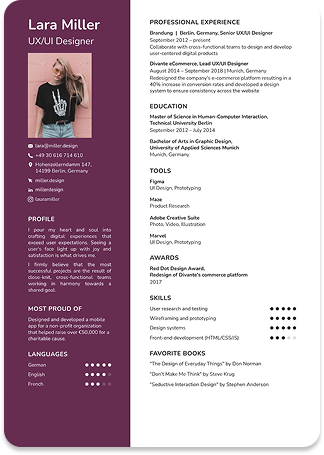 Lara Miller
UX/UI Designer
lara@miller.design
+49 30 616 714 610
Hohenzollerndamm 147,
14199 Berlin, Germany
miller.design
millerdesign
lauramiller
PROFILE
I pour my heart and soul into
crafting digital experiences that
exceed user expectations. Seeing a
user's face light up with joy and
satisfaction is what drives me.
I firmly believe that the most
successful projects are the result of
close-knit, cross-functional teams
working in harmony towards a
shared goal.
MOST PROUD OF
Designed and developed a mobile
app for a non-profit organization
that helped raise over €50,000 for a
charitable cause.
LANGUAGES
German
English
French
PROFESSIONAL EXPERIENCE
Brandung | Berlin, Germany, Senior UX/UI Designer
September 2012 – present
Collaborate with cross-functional teams to design and develop
user-centered digital products
Divante eCommerce, Lead UX/UI Designer
August 2014 – September 2018 | Munich, Germany
Redesigned the company's e-commerce platform resulting in a
40% increase in conversion rates and developed a design
system to ensure consistency across the website
EDUCATION
Master of Science in Human-Computer Interaction,
Technical University Berlin
September 2012 – July 2014
Bachelor of Arts in Graphic Design,
University of Applied Sciences Munich
Munich, Germany
TOOLS
Figma
UI Design, Prototyping
Maze
Product Research
Adobe Creative Suite
Photo, Video, Illustration
Marvel
UI Design, Prototyping
AWARDS
Red Dot Design Award,
Redesign of Divante's commerce platform
2017
SKILLS
User research and testing
Wireframing and prototyping
Design systems
Front-end development (HTML/CSS/JS)
FAVORITE BOOKS
"The Design of Everyday Things" by Don Norman
"Don't Make Me Think" by Steve Krug
"Seductive Interaction Design" by Stephen Anderson